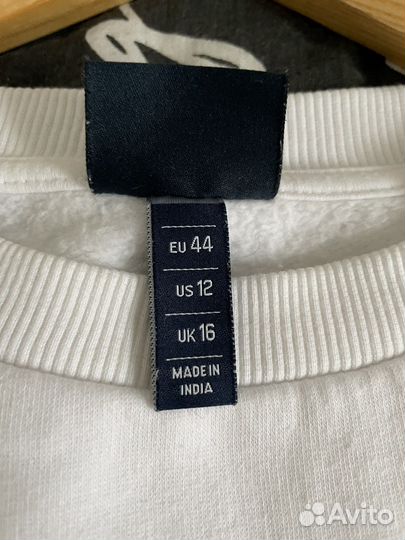 EU 44
US 12
UK 16
MADE IN
INDIA
Avito